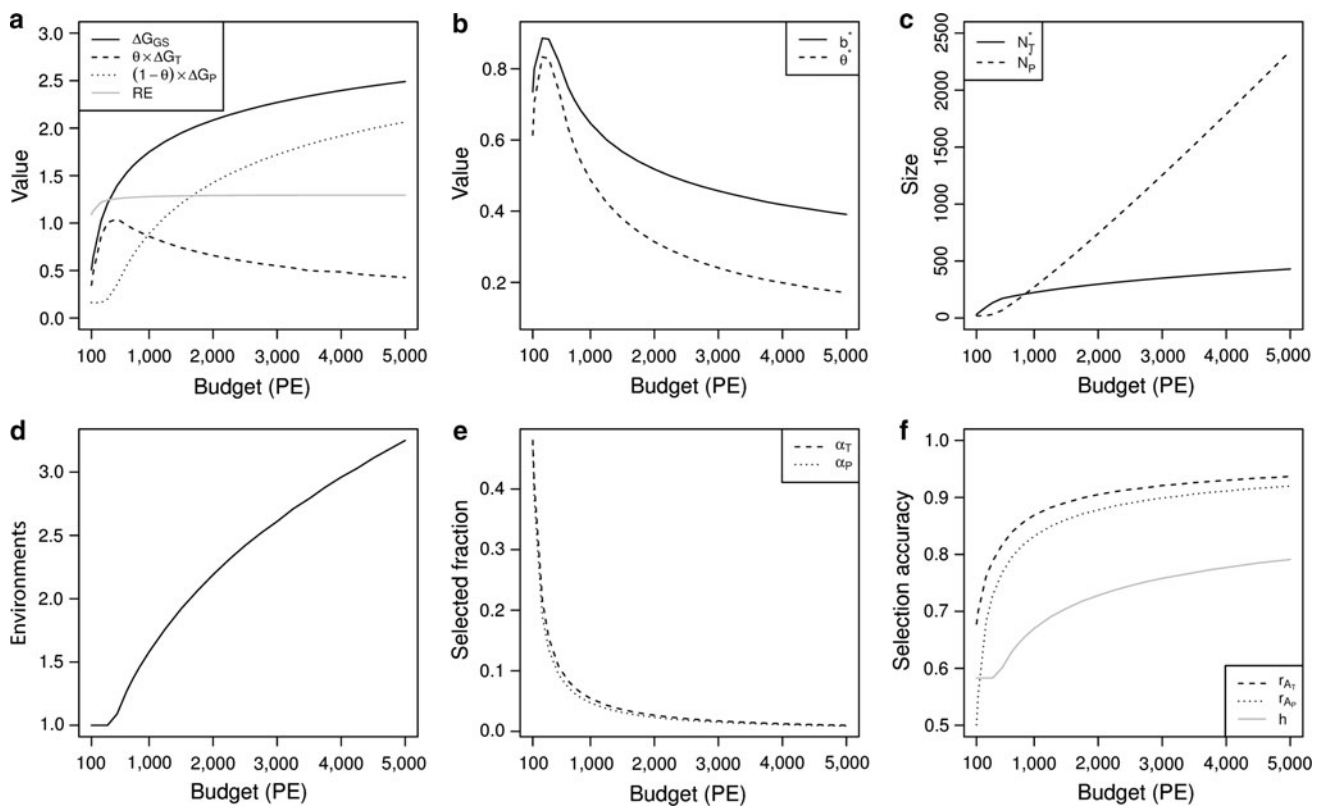 a
ΔG_GS
θ×ΔG_T
(1−θ)×ΔG_P
RE
Value
3.0
2.5
2.0
1.5
1.0
0.5
0.0
100 1,000 2,000 3,000 4,000 5,000
Budget (PE)
b
b*
θ*
Value
0.8
0.6
0.4
0.2
100 1,000 2,000 3,000 4,000 5,000
Budget (PE)
c
N*_T
N*_P
Size
2500
2000
1500
1000
500
0
100 1,000 2,000 3,000 4,000 5,000
Budget (PE)
d
Environments
3.0
2.5
2.0
1.5
1.0
100 1,000 2,000 3,000 4,000 5,000
Budget (PE)
e
α_T
α_P
Selected fraction
0.4
0.3
0.2
0.1
0.0
100 1,000 2,000 3,000 4,000 5,000
Budget (PE)
f
Selection accuracy
1.0
0.9
0.8
0.7
0.6
0.5
r_A_T
r_A_P
h
100 1,000 2,000 3,000 4,000 5,000
Budget (PE)